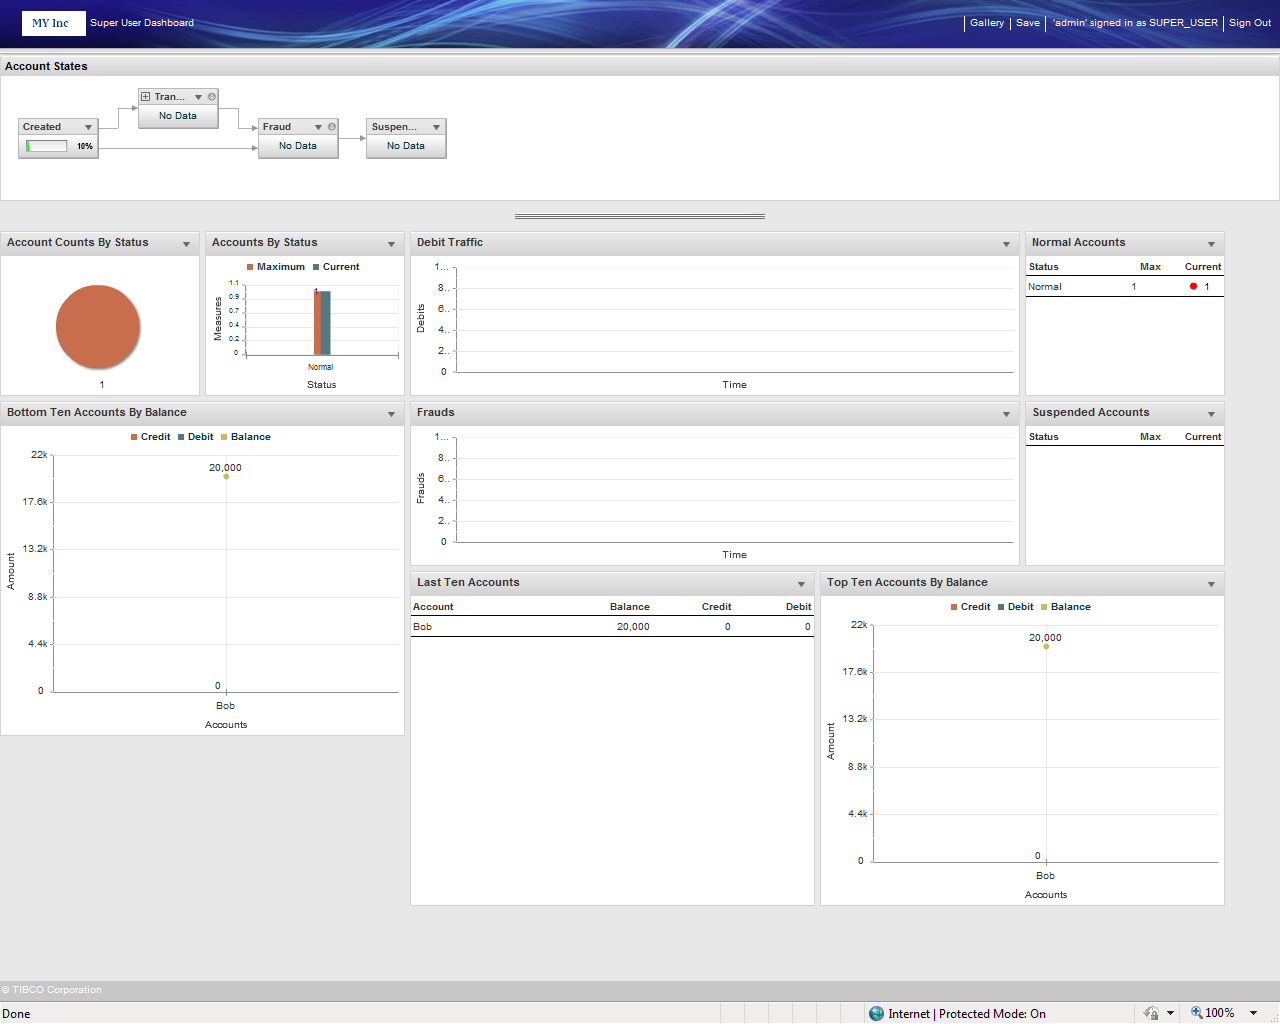 MY Inc Super User Dashboard
Gallery Save 'admin' signed in as SUPER_USER Sign Out
Account States
Created
10%
Tran...
No Data
Fraud
No Data
Suspen...
No Data
Account Counts By Status
1
Accounts By Status
Maximum Current
1.1
0.9
0.7
0.4
0.2
0
Measures
1
Normal
Status
Debit Traffic
1...
8..
6..
4..
2..
0
Debits
Time
Normal Accounts
Status Max Current
Normal 1 1
Bottom Ten Accounts By Balance
Credit Debit Balance
22k
17.6k
13.2k
8.8k
4.4k
0
Amount
20,000
0
Bob
Accounts
Frauds
1...
8..
6..
4..
2..
0
Frauds
Time
Suspended Accounts
Status Max Current
Last Ten Accounts
Account Balance Credit Debit
Bob 20,000 0 0
Top Ten Accounts By Balance
Credit Debit Balance
22k
17.6k
13.2k
8.8k
4.4k
0
Amount
20,000
0
Bob
Accounts
© TIBCO Corporation
Done
Internet | Protected Mode: On
100%